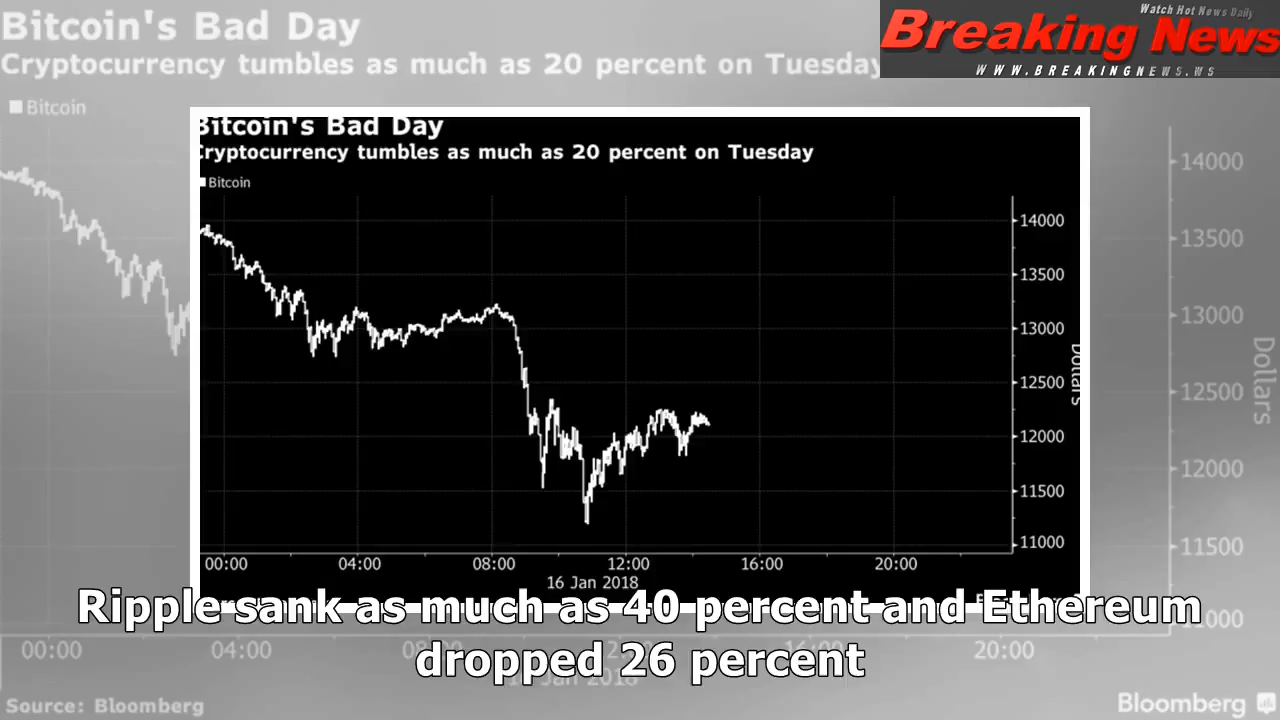 Bitcoin's Bad Day
Cryptocurrency tumbles as much as 20 percent on Tuesday
Bitcoin
Watch Hot News Daily
Breaking News
WWW.BREAKINGNEWS.WS
Bitcoin's Bad Day
Cryptocurrency tumbles as much as 20 percent on Tuesday
Bitcoin
14000
13500
13000
12500
12000
11500
11000
Dollars
00:00 04:00 08:00 12:00 16:00 20:00
16 Jan 2018
14000
13500
13000
12500
12000
11500
11000
Dollars
Ripple sank as much as 40 percent and Ethereum
dropped 26 percent
00:00 04:00 20:00
Source: Bloomberg
Bloomberg